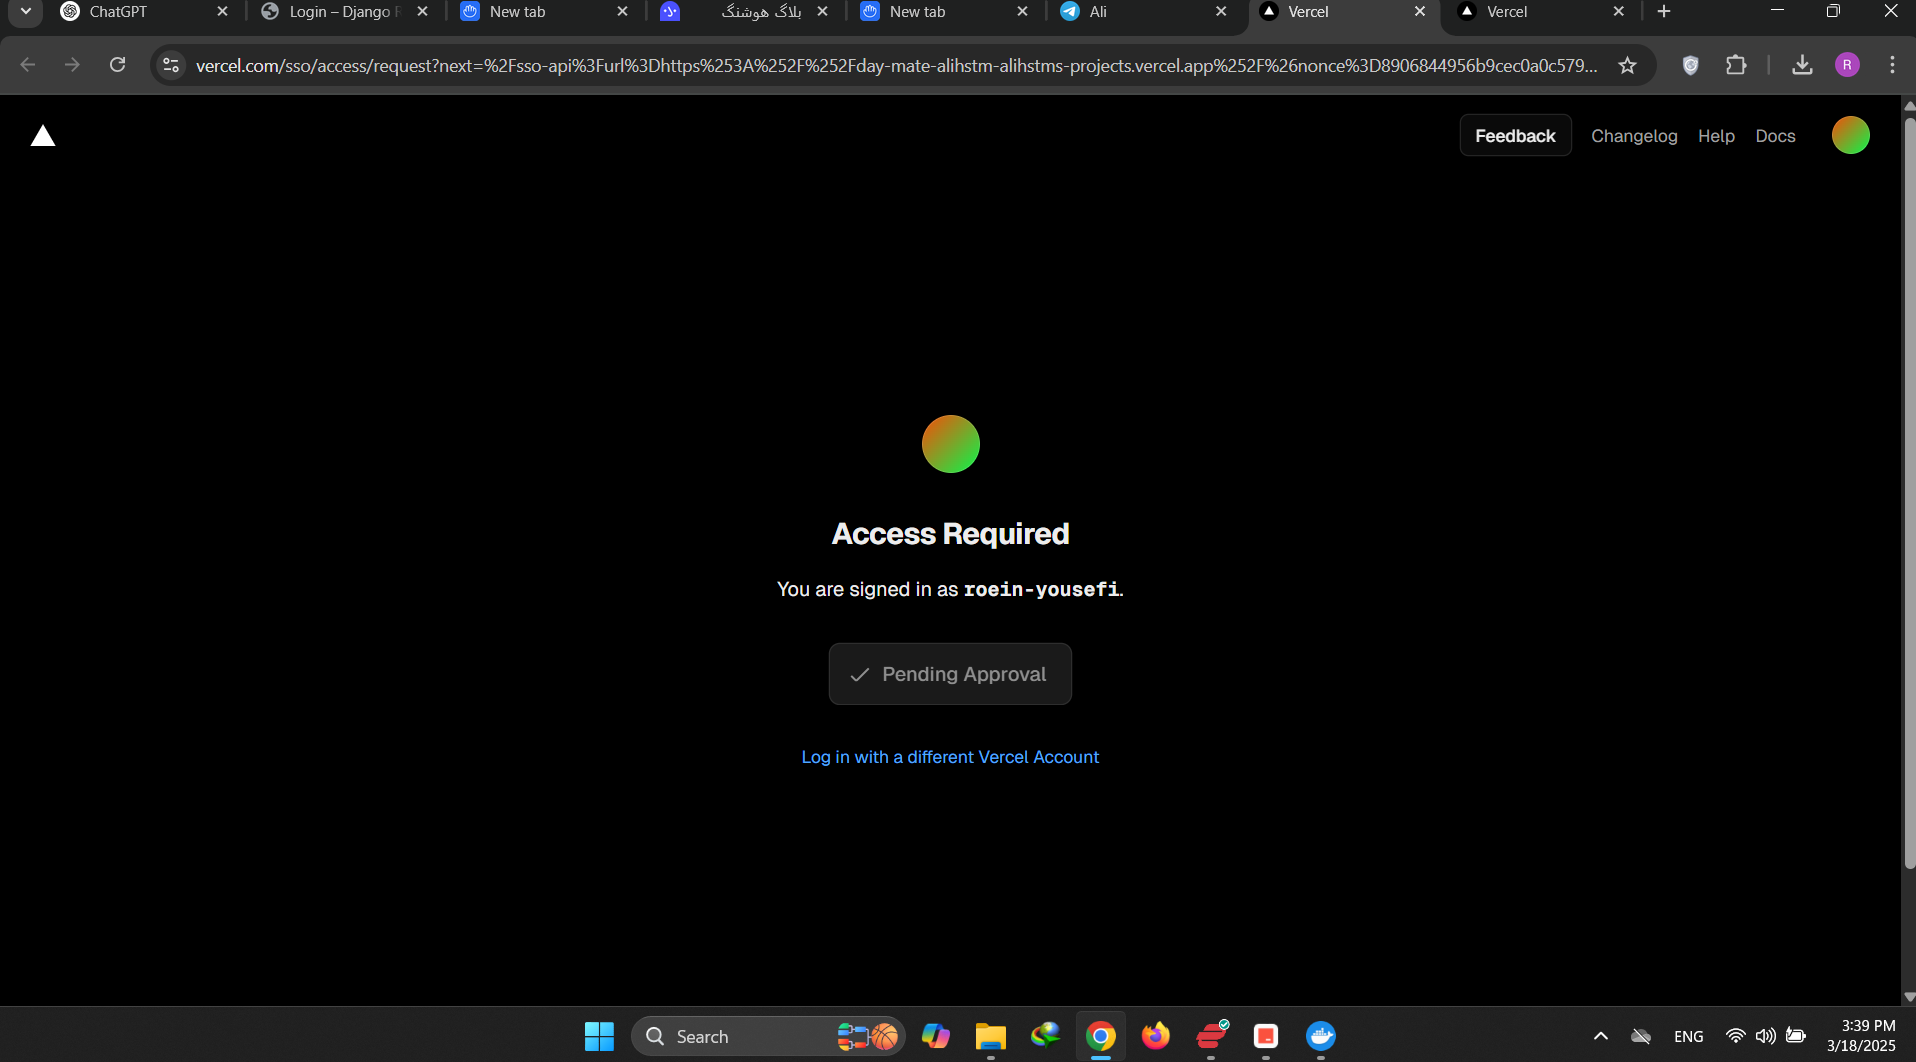 ChatGPT
Login – Django R
New tab
بلاگ هوشنگ
New tab
Ali
Vercel
Vercel
vercel.com/sso/access/request?next=%2Fsso-api%3Furl%3Dhttps%253A%252F%252Fday-mate-alihstm-alihstms-projects.vercel.app%252F%26nonce%3D8906844956b9cec0a0c579...
R
Feedback
Changelog
Help
Docs
Access Required
You are signed in as roein-yousefi.
Pending Approval
Log in with a different Vercel Account
Search
ENG
3:39 PM
3/18/2025